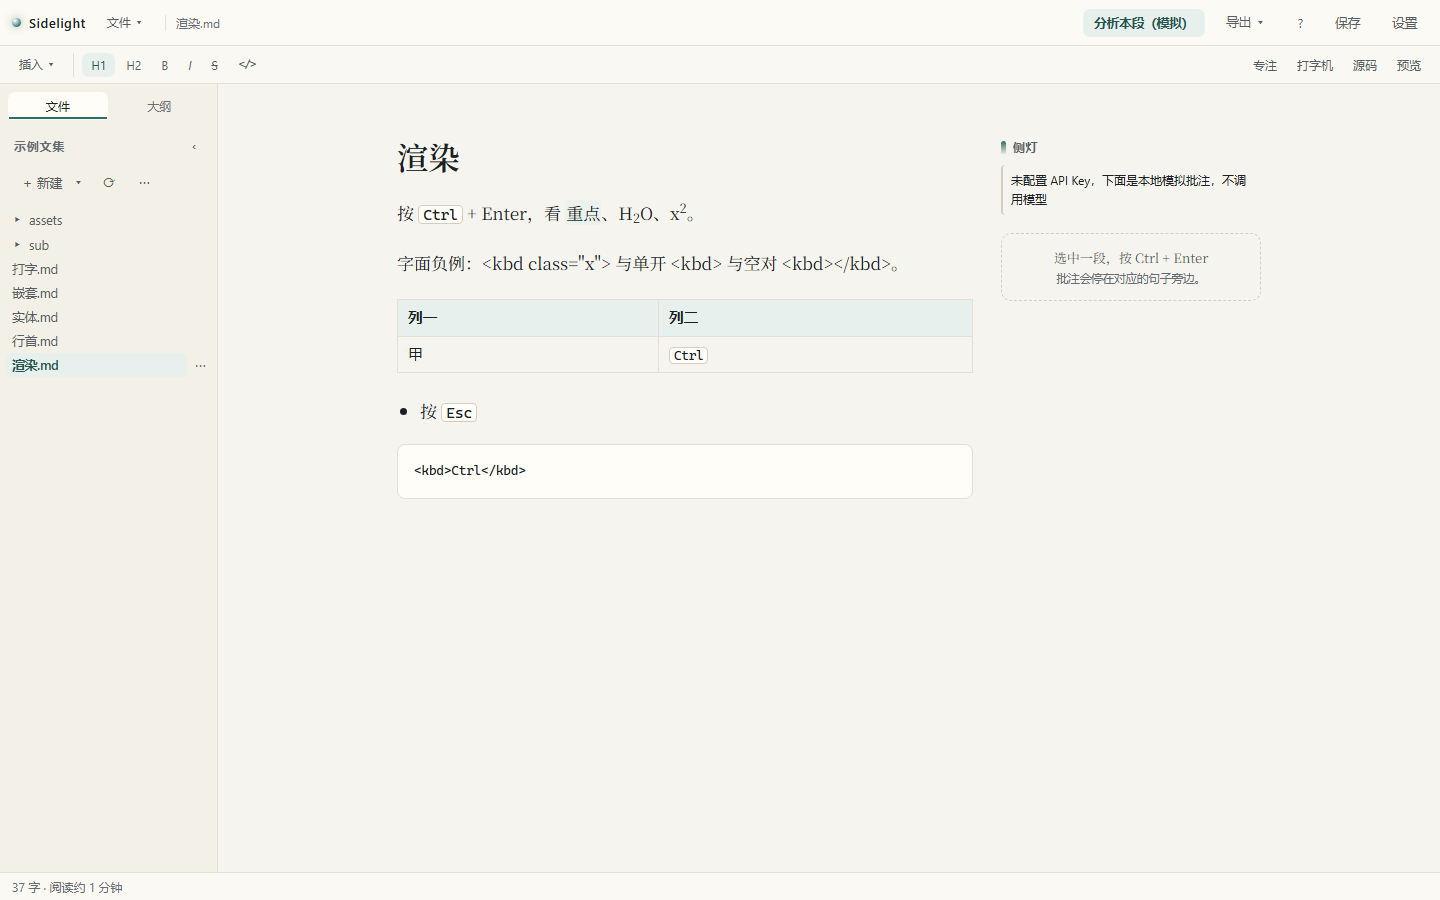 Sidelight 文件 ▾ 渲染.md 分析本段（模拟） 导出 ▾ ? 保存 设置
插入 ▾ H1 H2 B I S </> 专注 打字机 源码 预览
文件 大纲
示例文集 ‹
+ 新建 ▾ ⟳ ···
▸ assets
▸ sub
打字.md
嵌套.md
实体.md
行首.md
渲染.md ···
渲染
按 Ctrl + Enter，看 重点、H₂O、x²。
字面负例：<kbd class="x"> 与单开 <kbd> 与空对 <kbd></kbd>。
列一 列二
甲 Ctrl
• 按 Esc
<kbd>Ctrl</kbd>
侧灯
未配置 API Key，下面是本地模拟批注，不调
用模型
选中一段，按 Ctrl + Enter
批注会停在对应的句子旁边。
37 字 · 阅读约 1 分钟